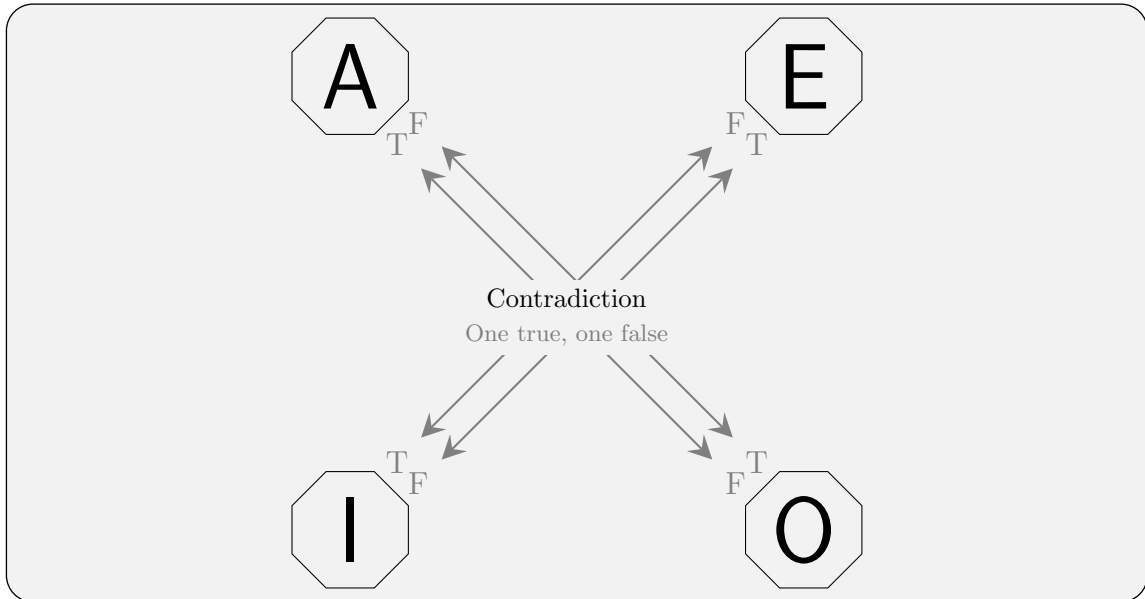 A E
F F
T T
Contradiction
One true, one false
T T
F F
I O